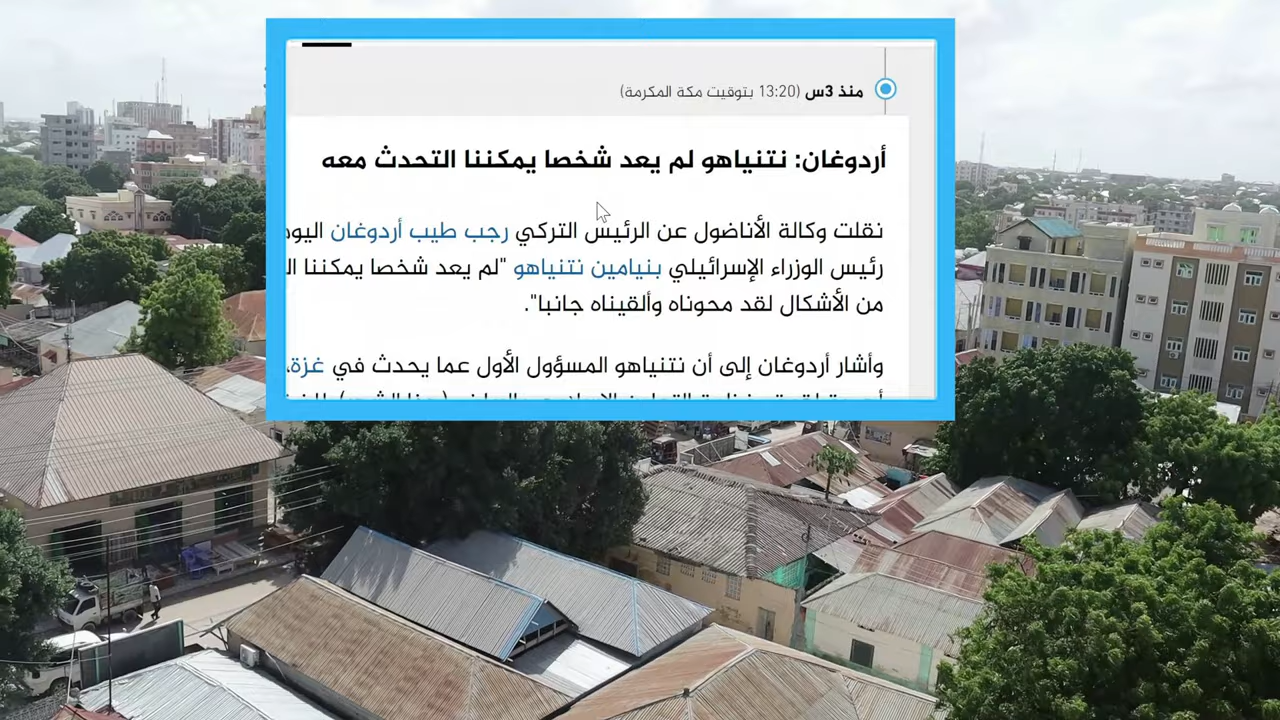 منذ 3س (13:20 بتوقيت مكة المكرمة)
أردوغان: نتنياهو لم يعد شخصا يمكننا التحدث معه
نقلت وكالة الأناضول عن الرئيس التركي رجب طيب أردوغان
رئيس الوزراء الإسرائيلي بنيامين نتنياهو "لم يعد شخصا يمكننا
من الأشكال لقد محوناه وألقيناه جانبا".
وأشار أردوغان إلى أن نتنياهو المسؤول الأول عما يحدث في غزة